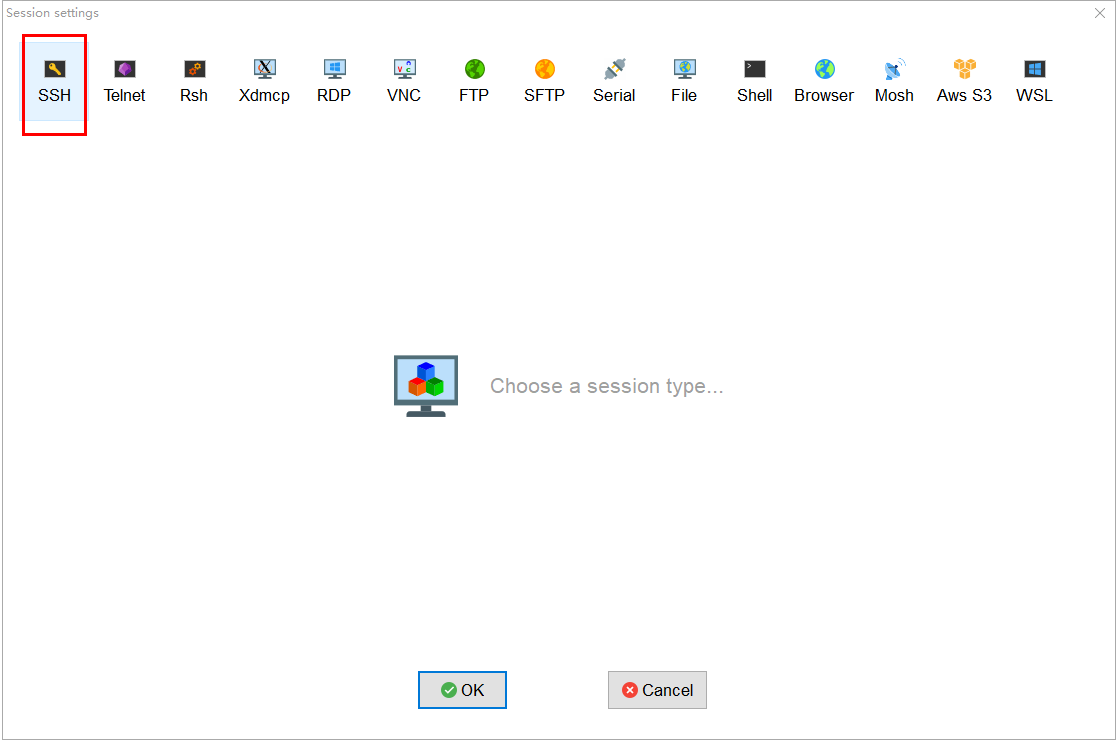 Session settings
SSH Telnet Rsh Xdmcp RDP VNC FTP SFTP Serial File Shell Browser Mosh Aws S3 WSL
Choose a session type...
OK Cancel